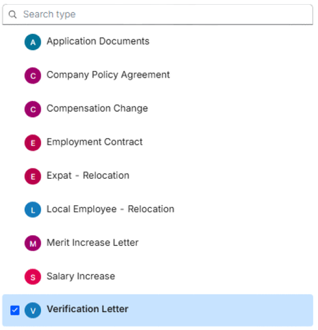 Search type
A Application Documents
C Company Policy Agreement
C Compensation Change
E Employment Contract
E Expat - Relocation
L Local Employee - Relocation
M Merit Increase Letter
S Salary Increase
V Verification Letter